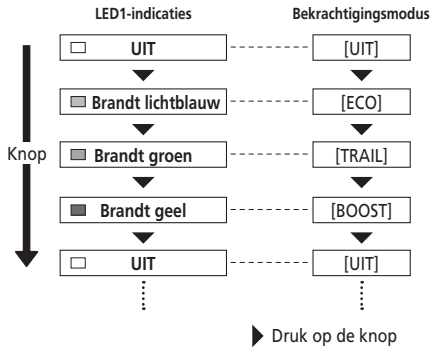 LED1-indicaties Bekrachtigingsmodus
UIT [UIT]
Brandt lichtblauw [ECO]
Knop
Brandt groen [TRAIL]
Brandt geel [BOOST]
UIT [UIT]
Druk op de knop